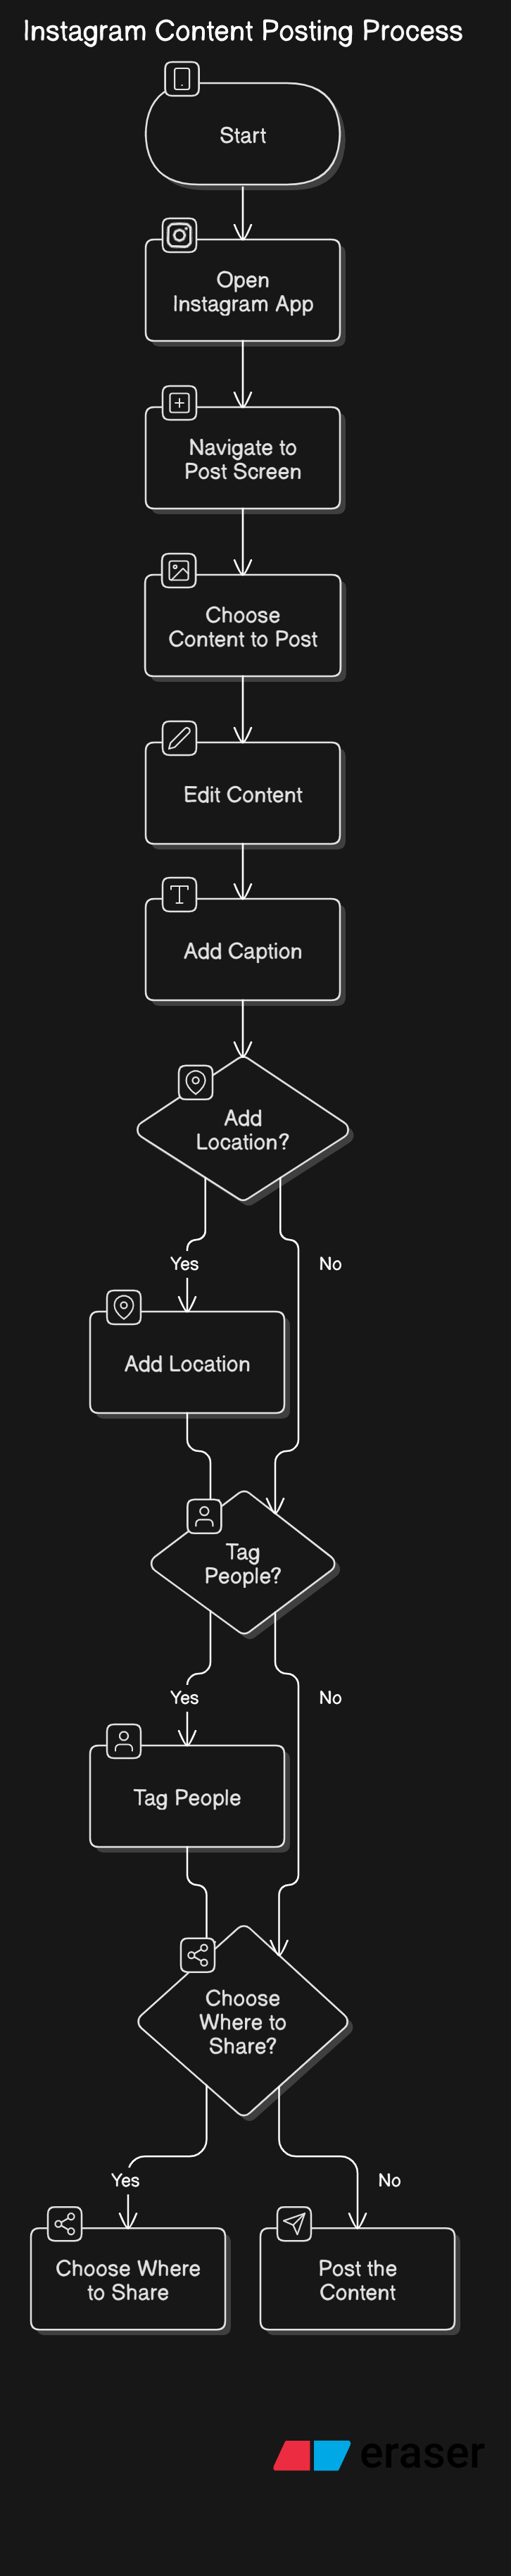 Instagram Content Posting Process
Start
Open
Instagram App
Navigate to
Post Screen
Choose
Content to Post
Edit Content
Add Caption
Add
Location?
Yes
No
Add Location
Tag
People?
Yes
No
Tag People
Choose
Where to
Share?
Yes
No
Choose Where
to Share
Post the
Content
eraser